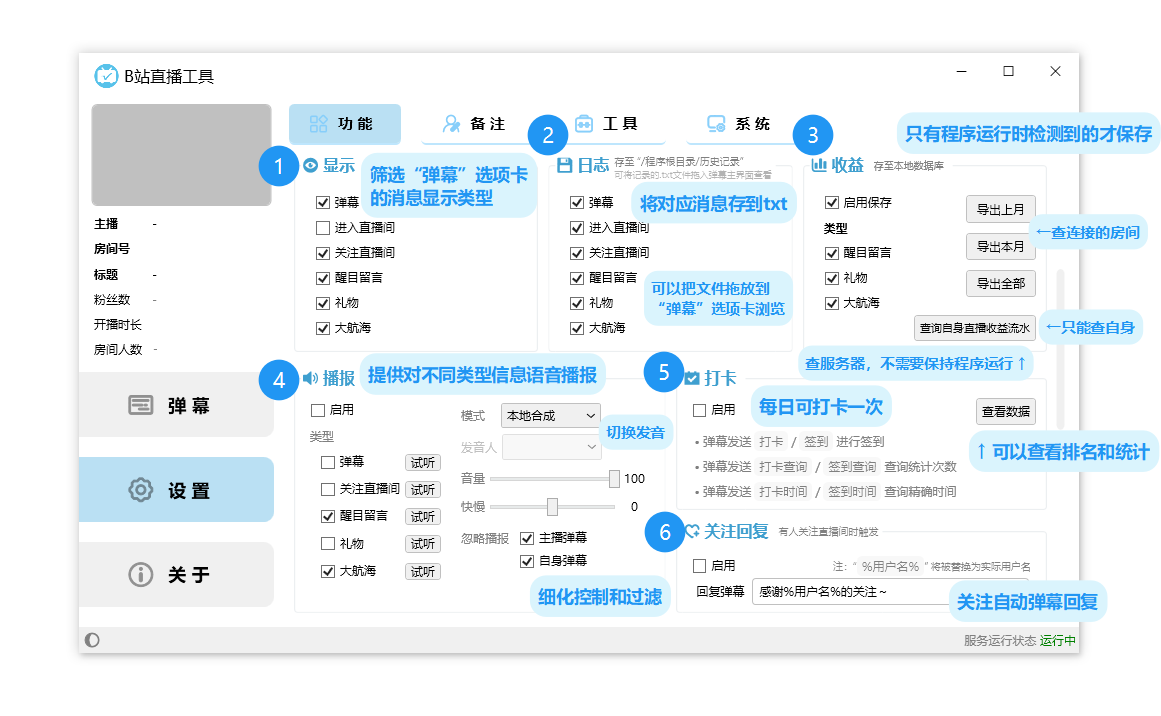 B站直播工具
功能
备注
工具
系统
主播 -
房间号
标题 -
粉丝数 -
开播时长
房间人数 -
弹幕
设置
关于
1
显示
筛选“弹幕”选项卡
的消息显示类型
弹幕
进入直播间
关注直播间
醒目留言
礼物
大航海
2
日志
存至 “/程序根目录/历史记录”
可将记录的.txt文件拖入弹幕主界面查看
将对应消息存到txt
弹幕
进入直播间
关注直播间
醒目留言
礼物
大航海
可以把文件拖放到
“弹幕”选项卡浏览
3
只有程序运行时检测到的才保存
收益
存至本地数据库
启用保存
类型
醒目留言
礼物
大航海
导出上月
导出本月
导出全部
←查连接的房间
查询自身直播收益流水
←只能查自身
查服务器，不需要保持程序运行↑
4
播报
提供对不同类型信息语音播报
启用
类型
弹幕 试听
关注直播间 试听
醒目留言 试听
礼物 试听
大航海 试听
模式 本地合成
发音人
切换发音
音量 100
快慢 0
忽略播报
主播弹幕
自身弹幕
细化控制和过滤
5
打卡
启用
每日可打卡一次
查看数据
↑可以查看排名和统计
• 弹幕发送 打卡 / 签到 进行签到
• 弹幕发送 打卡查询 / 签到查询 查询统计次数
• 弹幕发送 打卡时间 / 签到时间 查询精确时间
6
关注回复
有人关注直播间时触发
启用
注：“ %用户名% ” 将被替换为实际用户名
回复弹幕 感谢%用户名%的关注～
关注自动弹幕回复
服务运行状态 运行中